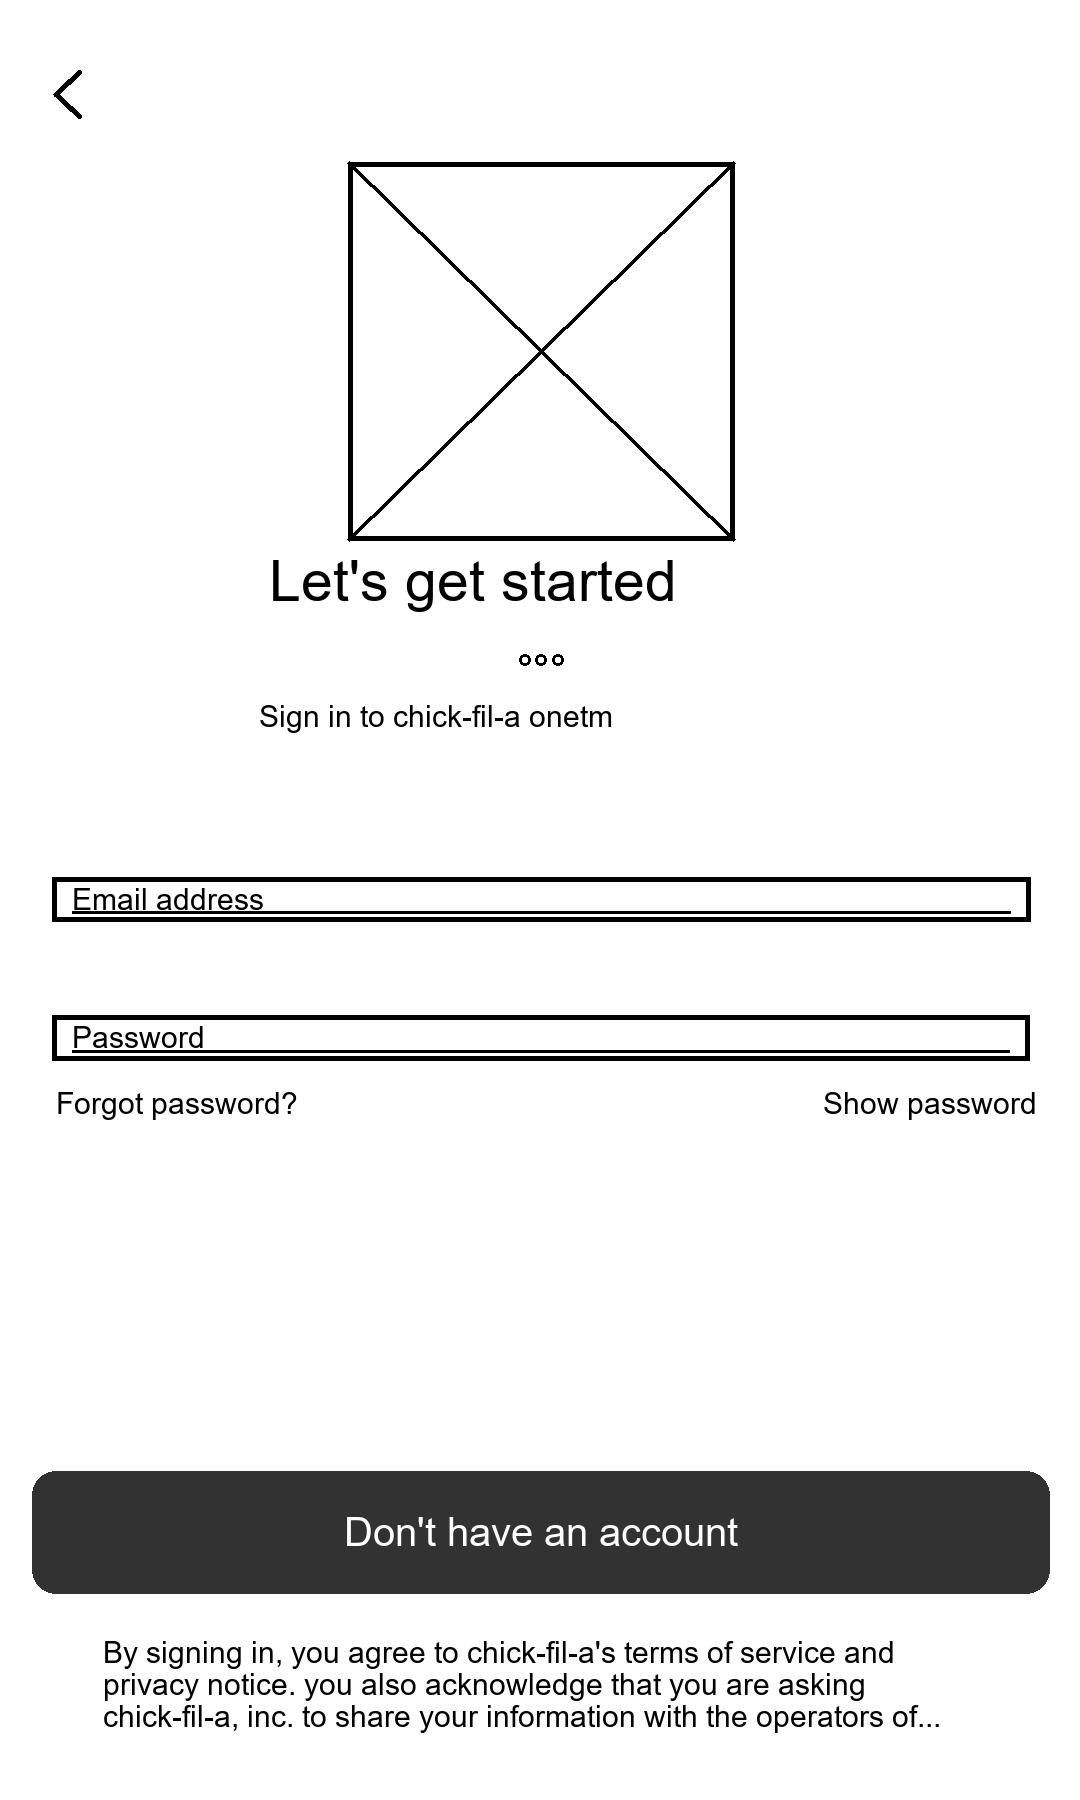 Let's get started
Sign in to chick-fil-a onetm
Email address
Password
Forgot password?
Show password
Don't have an account
By signing in, you agree to chick-fil-a's terms of service and
privacy notice. you also acknowledge that you are asking
chick-fil-a, inc. to share your information with the operators of...